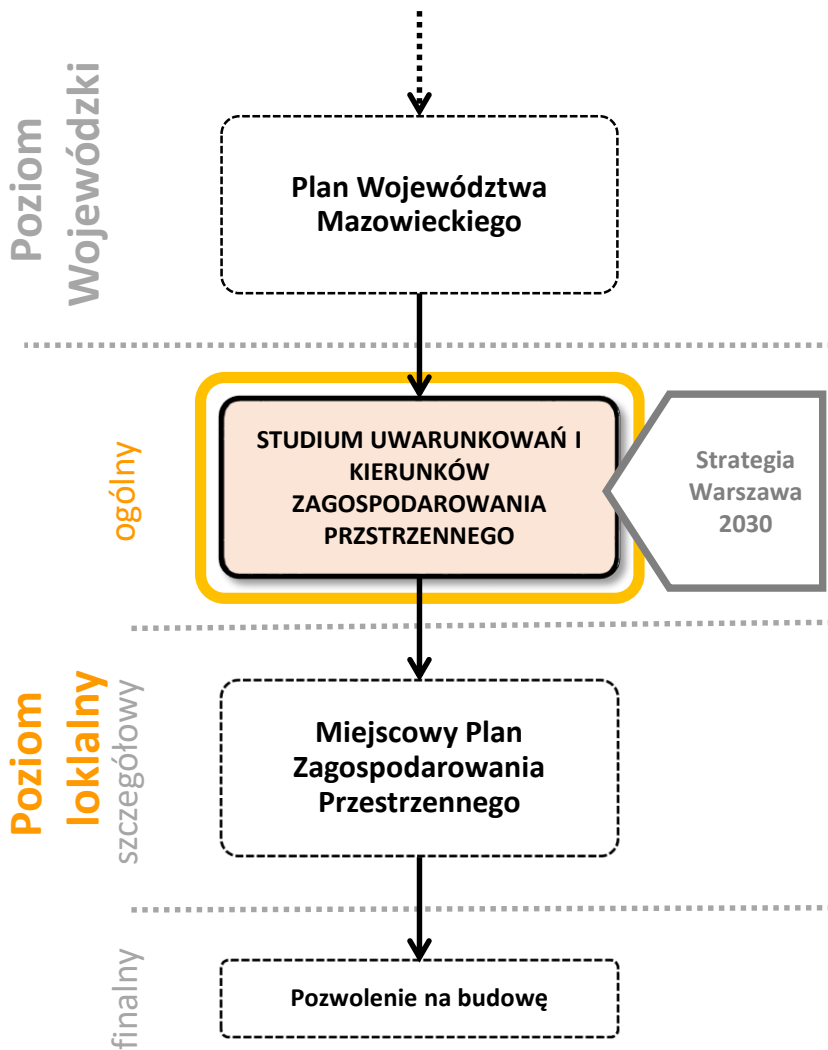 Poziom
Wojewódzki
Plan Województwa
Mazowieckiego
ogólny
STUDIUM UWARUNKOWAŃ I
KIERUNKÓW
ZAGOSPODAROWANIA
PRZSTRZENNEGO
Strategia
Warszawa
2030
Poziom
loklalny
szczegółowy
Miejscowy Plan
Zagospodarowania
Przestrzennego
finalny
Pozwolenie na budowę